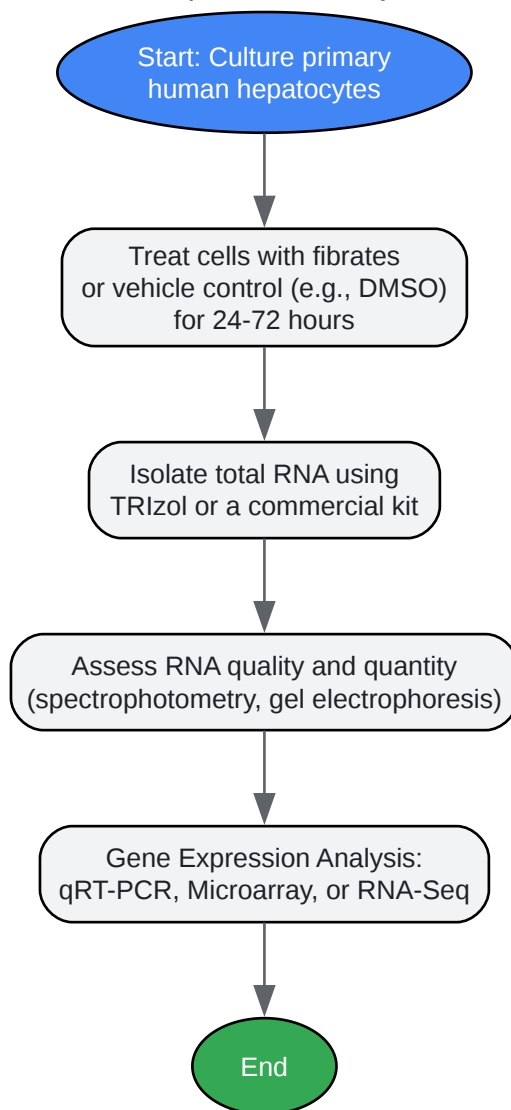 Start: Culture primary
human hepatocytes
Treat cells with fibrates
or vehicle control (e.g., DMSO)
for 24-72 hours
Isolate total RNA using
TRIzol or a commercial kit
Assess RNA quality and quantity
(spectrophotometry, gel electrophoresis)
Gene Expression Analysis:
qRT-PCR, Microarray, or RNA-Seq
End